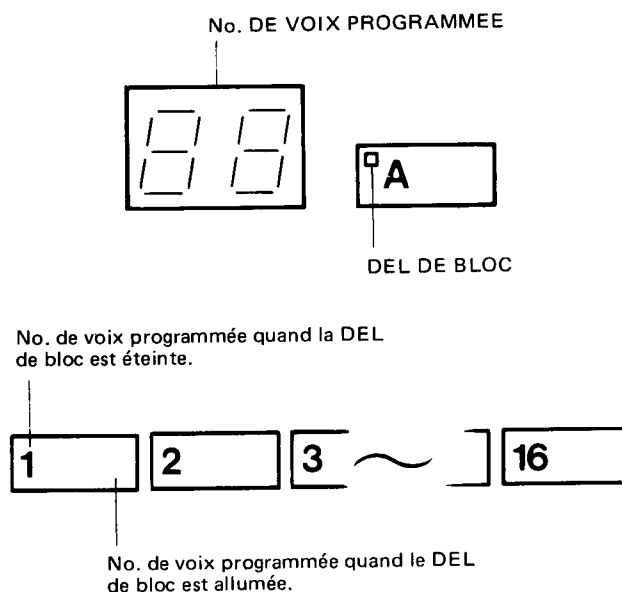 No. DE VOIX PROGRAMMEE
88
A
DEL DE BLOC
No. de voix programmée quand la DEL
de bloc est éteinte.
1 2 3 16
No. de voix programmée quand le DEL
de bloc est allumée.